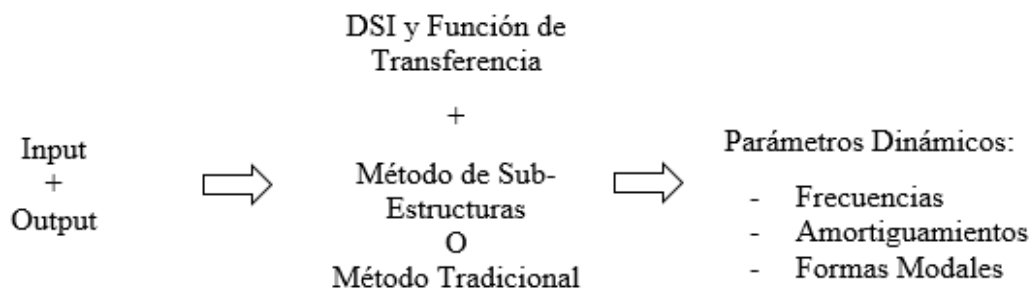 Input
+
Output
DSI y Función de
Transferencia
+
Método de Sub-
Estructuras
O
Método Tradicional
Parámetros Dinámicos:
- Frecuencias
- Amortiguamientos
- Formas Modales